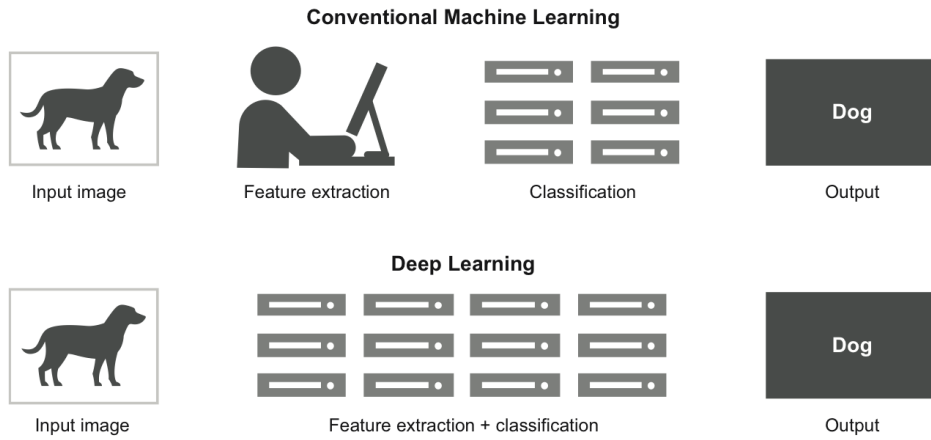 Conventional Machine Learning
Dog
Input image
Feature extraction
Classification
Output
Deep Learning
Dog
Input image
Feature extraction + classification
Output